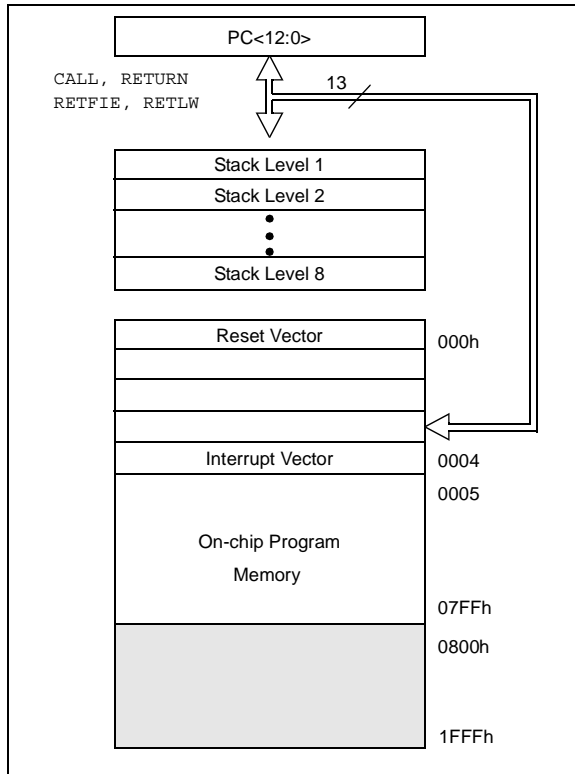 PC<12:0>
CALL, RETURN
RETFIE, RETLW
13
Stack Level 1
Stack Level 2
Stack Level 8
Reset Vector
000h
Interrupt Vector
0004
0005
On-chip Program
Memory
07FFh
0800h
1FFFh